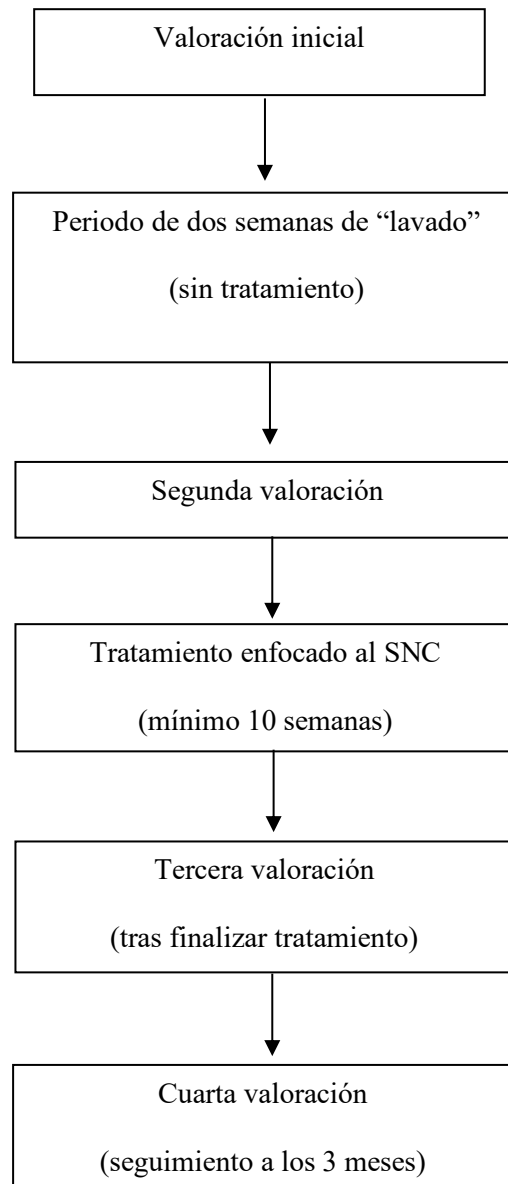 Valoración inicial
Periodo de dos semanas de “lavado”
(sin tratamiento)
Segunda valoración
Tratamiento enfocado al SNC
(mínimo 10 semanas)
Tercera valoración
(tras finalizar tratamiento)
Cuarta valoración
(seguimiento a los 3 meses)